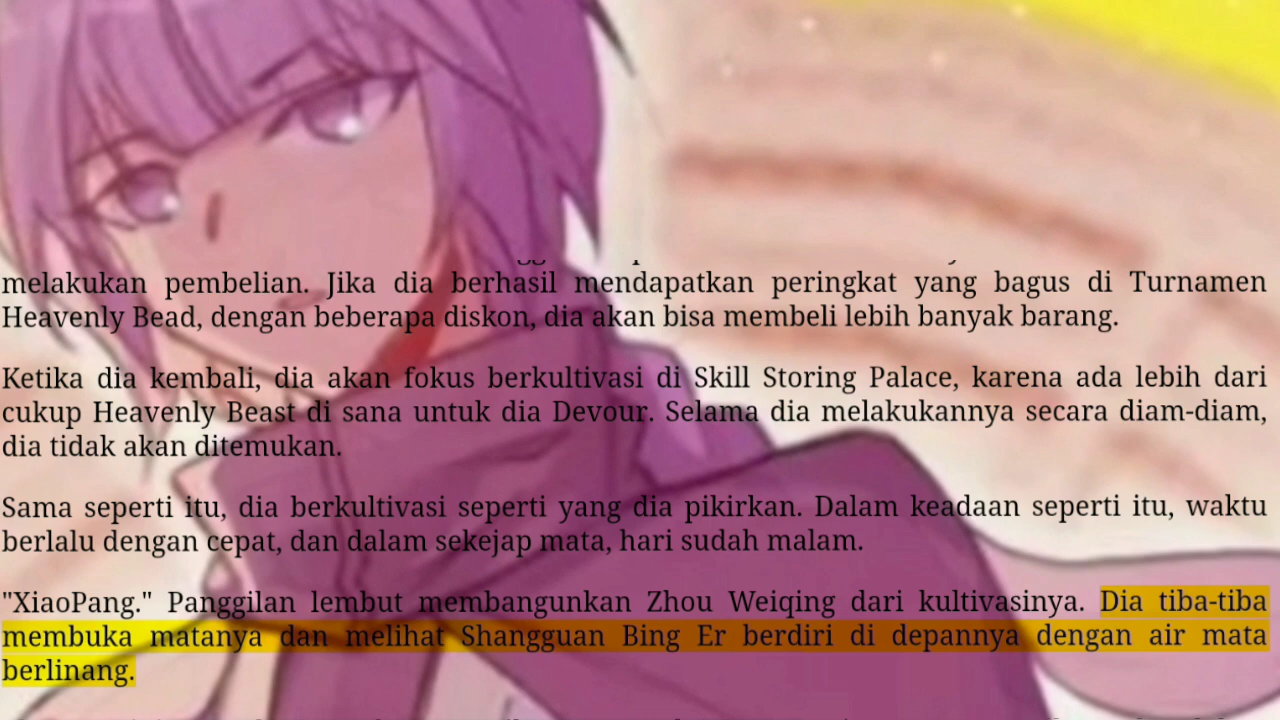 melakukan pembelian. Jika dia berhasil mendapatkan peringkat yang bagus di Turnamen
Heavenly Bead, dengan beberapa diskon, dia akan bisa membeli lebih banyak barang.
Ketika dia kembali, dia akan fokus berkultivasi di Skill Storing Palace, karena ada lebih dari
cukup Heavenly Beast di sana untuk dia Devour. Selama dia melakukannya secara diam-diam,
dia tidak akan ditemukan.
Sama seperti itu, dia berkultivasi seperti yang dia pikirkan. Dalam keadaan seperti itu, waktu
berlalu dengan cepat, dan dalam sekejap mata, hari sudah malam.
"XiaoPang." Panggilan lembut membangunkan Zhou Weiqing dari kultivasinya. Dia tiba-tiba
membuka matanya dan melihat Shangguan Bing Er berdiri di depannya dengan air mata
berlinang.